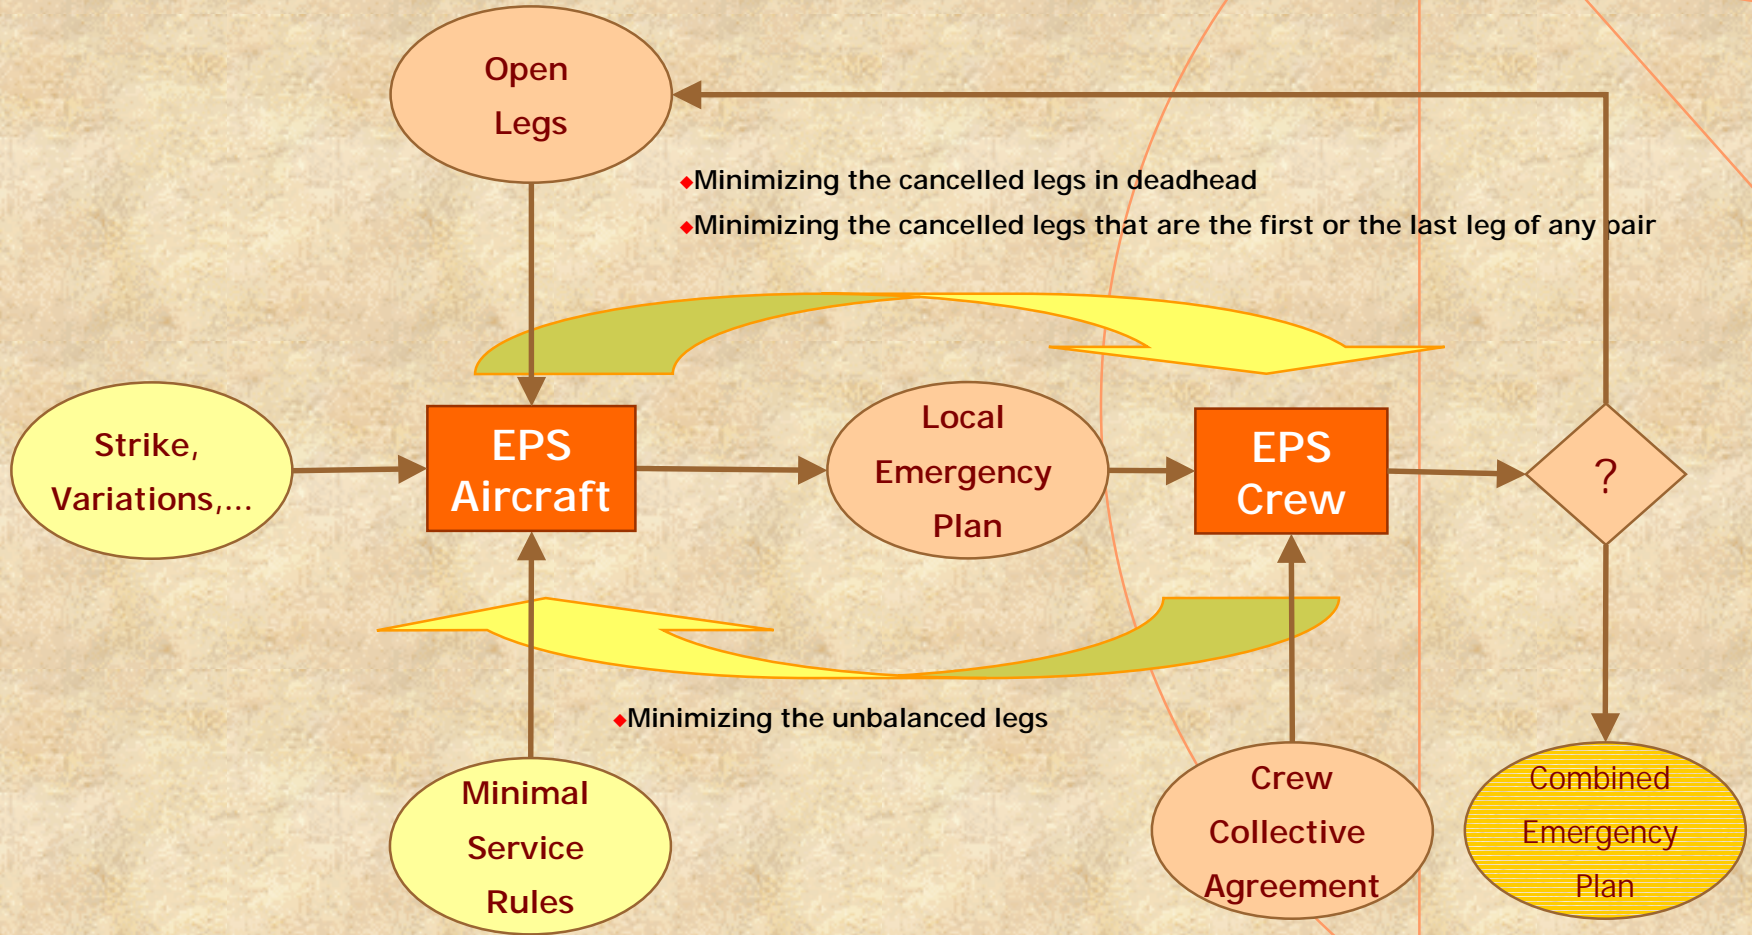 Open
Legs
◆Minimizing the cancelled legs in deadhead
◆Minimizing the cancelled legs that are the first or the last leg of any pair
Strike,
Variations,...
EPS
Aircraft
Local
Emergency
Plan
EPS
Crew
?
◆Minimizing the unbalanced legs
Minimal
Service
Rules
Crew
Collective
Agreement
Combined
Emergency
Plan